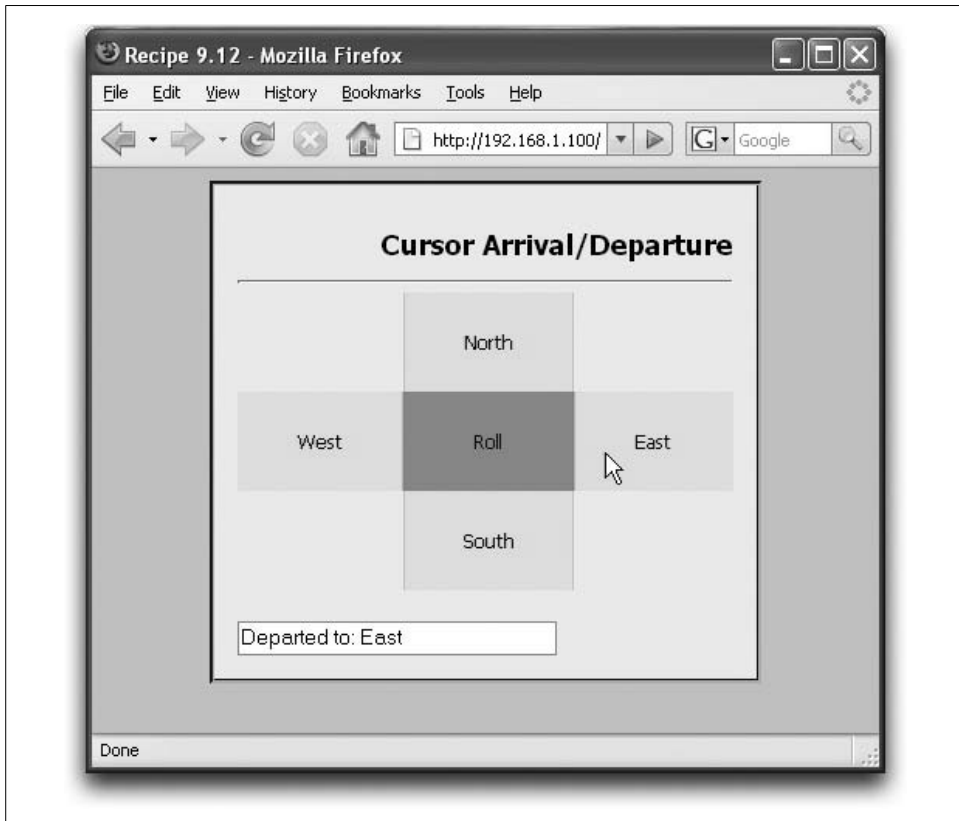 Recipe 9.12 - Mozilla Firefox
File Edit View History Bookmarks Tools Help
http://192.168.1.100/ G Google
Cursor Arrival/Departure
North
West Roll East
South
Departed to: East
Done